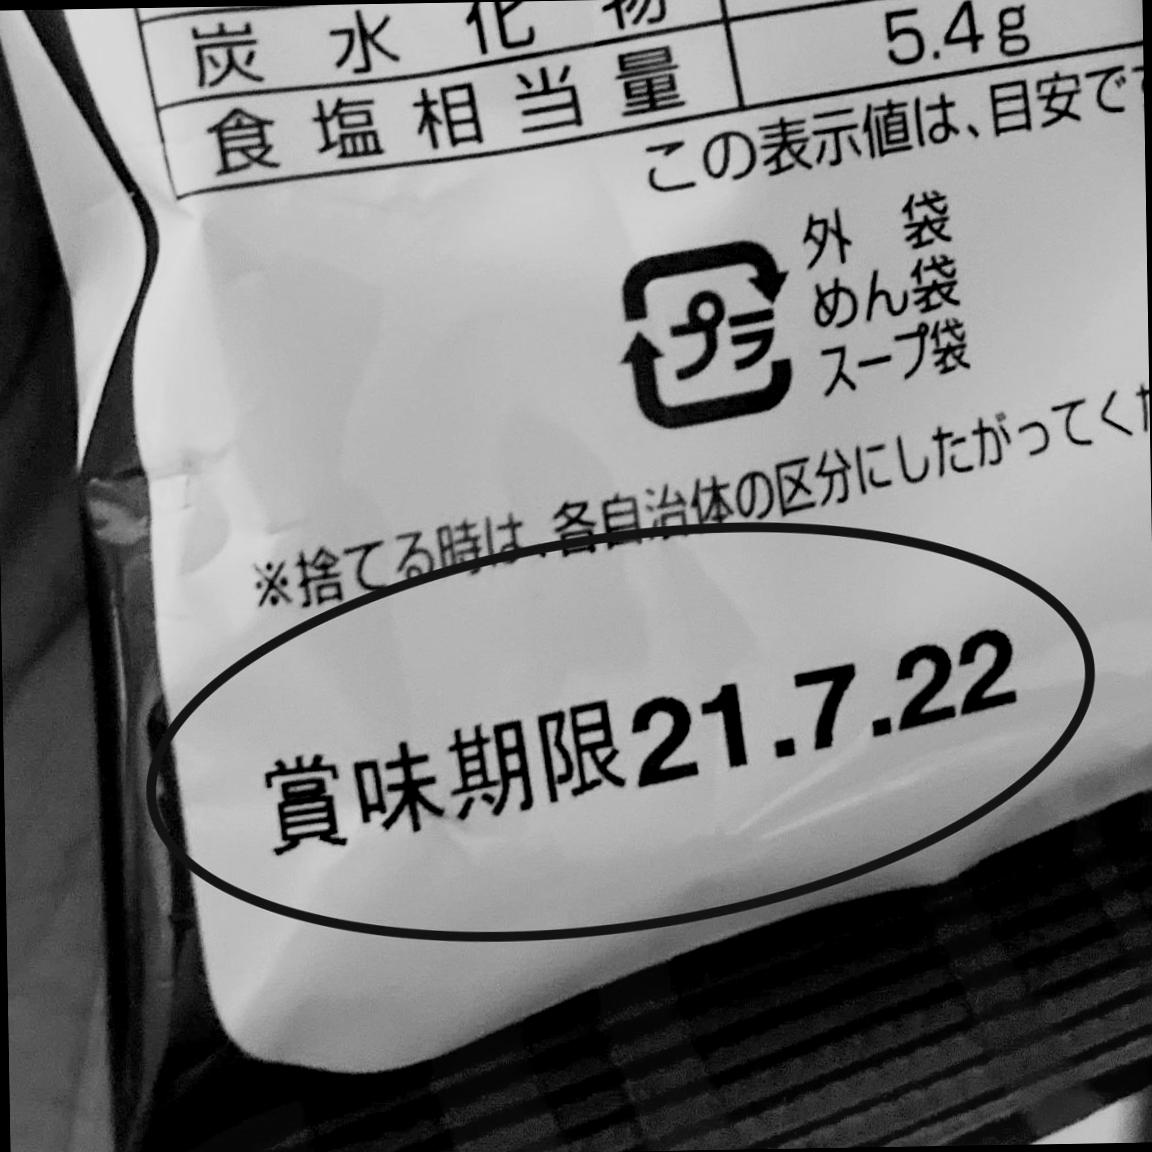 炭水化物
食塩相当量 5.4g
この表示値は、目安で
プラ
外袋
めん袋
スープ袋
※捨てる時は、各自治体の区分にしたがってくだ
賞味期限21.7.22